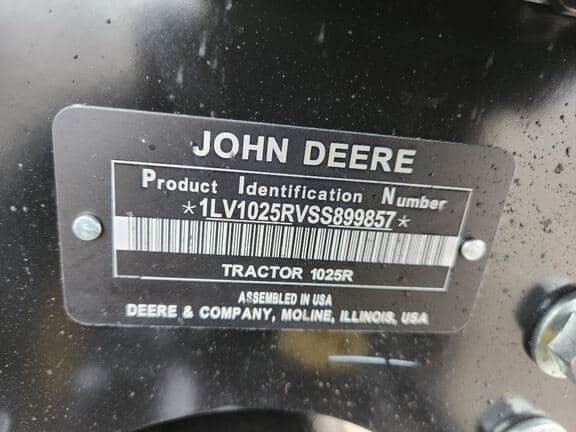 JOHN DEERE
Product Identification Number
*1LV1025RVSS899857*
TRACTOR 1025R
ASSEMBLED IN USA
DEERE & COMPANY, MOLINE, ILLINOIS, USA